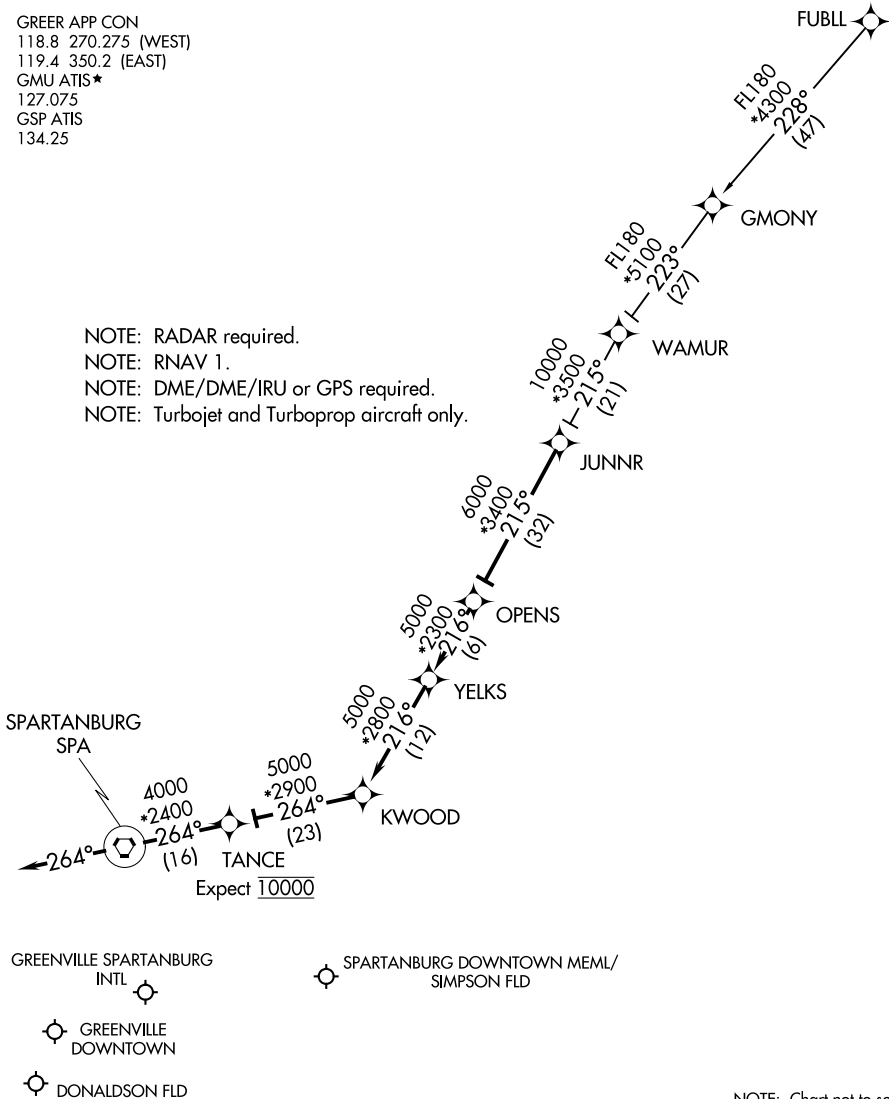 GREER APP CON
118.8 270.275 (WEST)
119.4 350.2 (EAST)
GMU ATIS★
127.075
GSP ATIS
134.25
FUBLL
FL180
*4300
228°
(47)
GMONY
FL180
*5100
223°
(27)
WAMUR
NOTE: RADAR required.
NOTE: RNAV 1.
NOTE: DME/DME/IRU or GPS required.
NOTE: Turbojet and Turboprop aircraft only.
10000
*3500
215°
(21)
JUNNR
6000
*3400
215°
(32)
OPENS
5000
*2300
216°
(6)
YELKS
5000
*2800
216°
(12)
KWOOD
5000
*2900
264°
(23)
TANCE
Expect 10000
SPARTANBURG
SPA
4000
*2400
264°
(16)
264°
GREENVILLE SPARTANBURG
INTL
SPARTANBURG DOWNTOWN MEML/
SIMPSON FLD
GREENVILLE
DOWNTOWN
DONALDSON FLD
NOTE: Chart not to